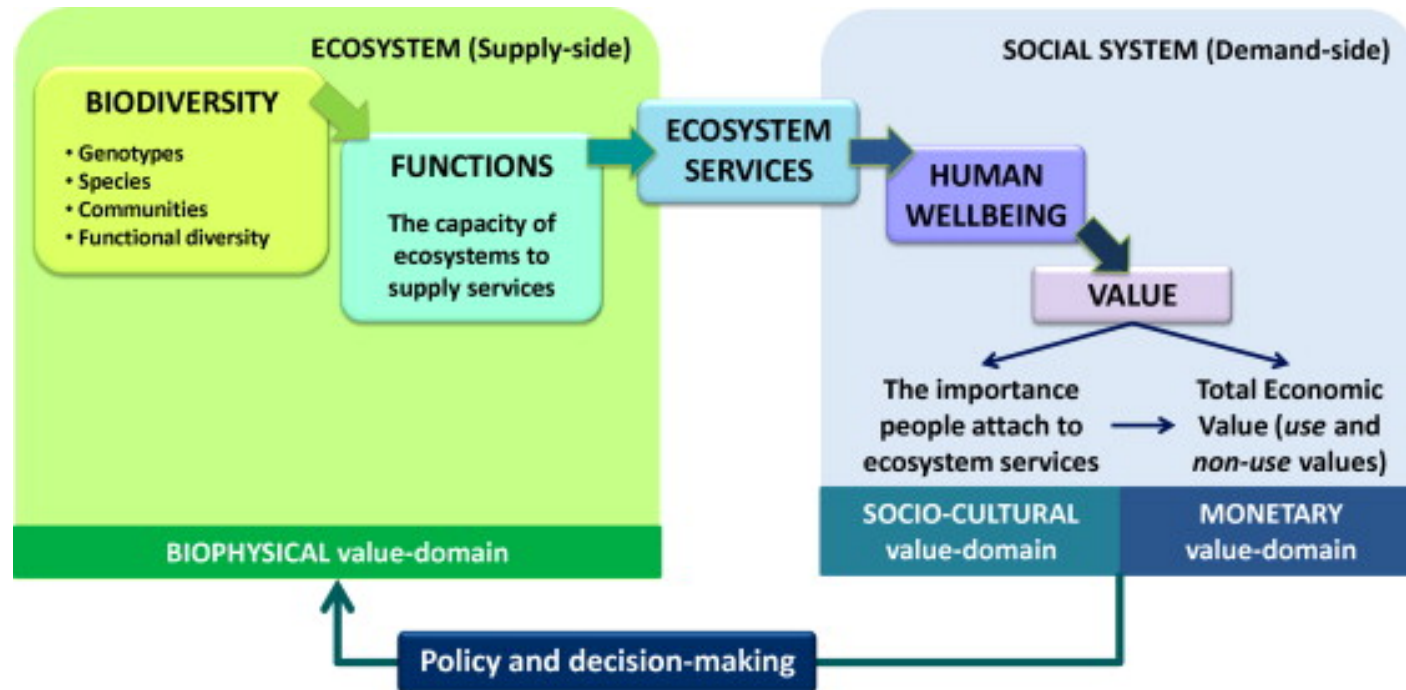 ECOSYSTEM (Supply-side)
BIODIVERSITY
• Genotypes
• Species
• Communities
• Functional diversity
FUNCTIONS
The capacity of
ecosystems to
supply services
BIOPHYSICAL value-domain
ECOSYSTEM
SERVICES
SOCIAL SYSTEM (Demand-side)
HUMAN
WELLBEING
VALUE
The importance
people attach to
ecosystem services
Total Economic
Value (use and
non-use values)
SOCIO-CULTURAL
value-domain
MONETARY
value-domain
Policy and decision-making